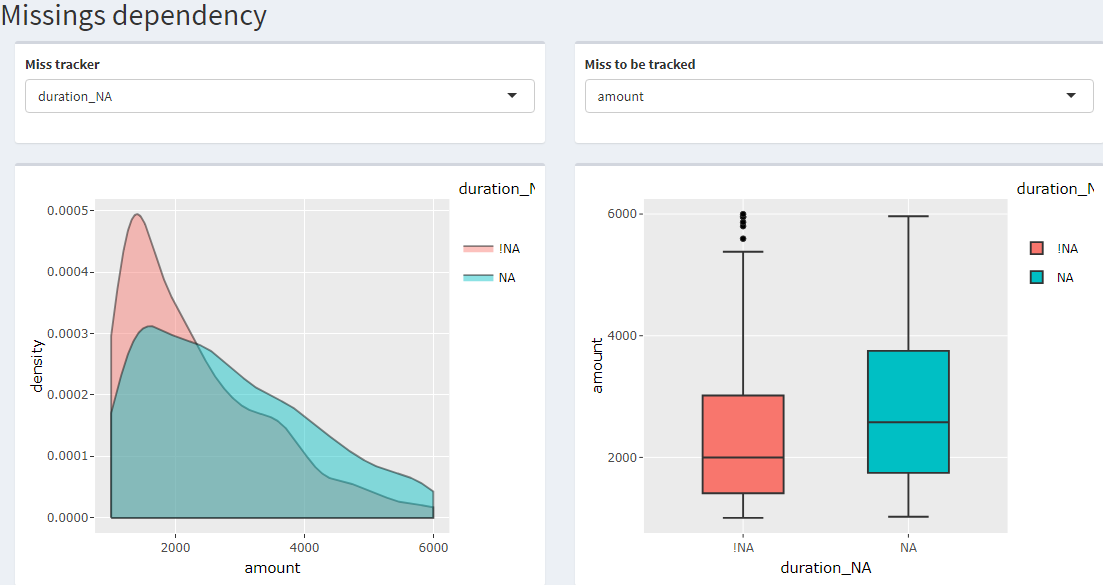 Missings dependency
Miss tracker
duration_NA
Miss to be tracked
amount
duration_N
!NA
NA
0.0005
0.0004
0.0003
0.0002
0.0001
0.0000
density
2000
4000
6000
amount
duration_N
!NA
NA
6000
4000
2000
amount
!NA
NA
duration_NA